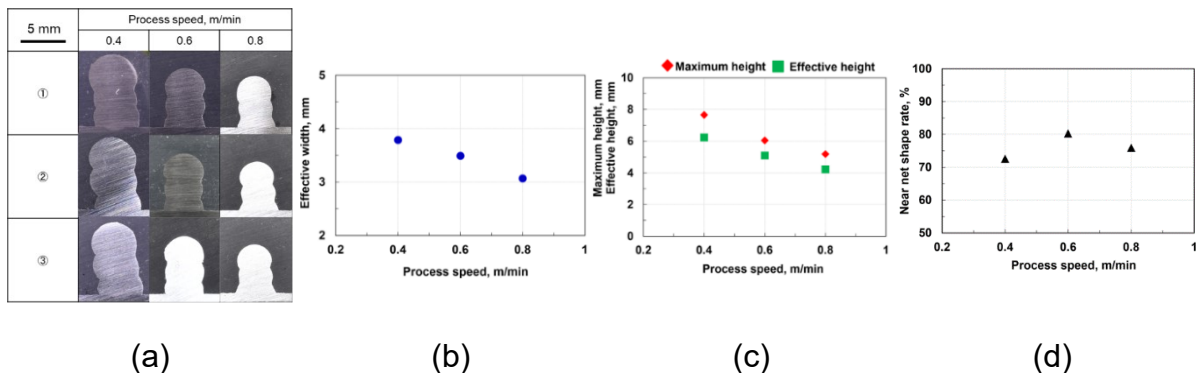 5 mm
Process speed, m/min
0.4 0.6 0.8
①
②
③
(a)
Effective width, mm
5
4
3
2
0.2 0.4 0.6 0.8 1
Process speed, m/min
(b)
Maximum height Effective height
Maximum height, mm
Effective height, mm
10
8
6
4
2
0
0.2 0.4 0.6 0.8 1
Process speed, m/min
(c)
Near net shape rate, %
100
90
80
70
60
50
0.2 0.4 0.6 0.8 1
Process speed, m/min
(d)